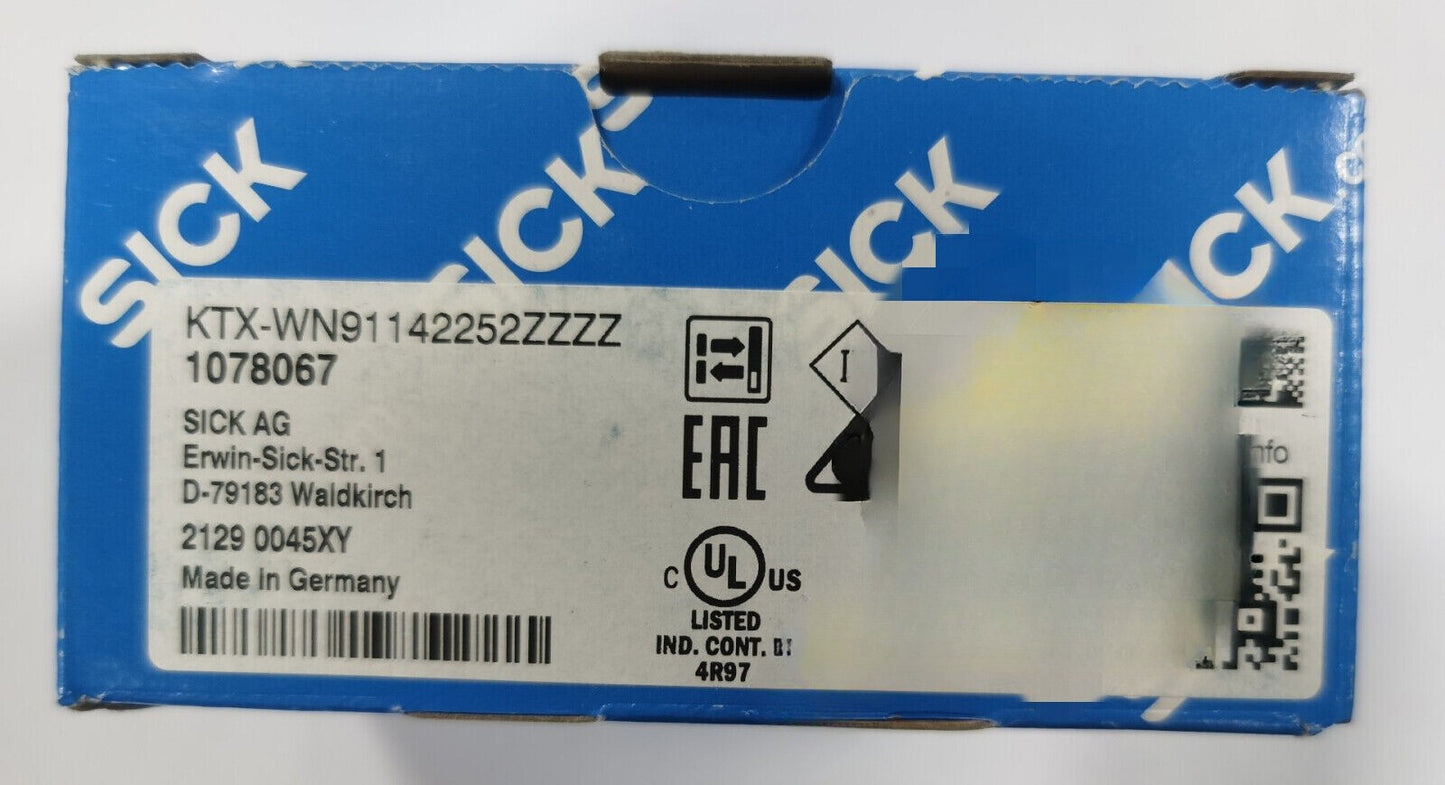 SICK
SICK
SICK
SICK
KTX-WN91142252ZZZZ
1078067
SICK AG
Erwin-Sick-Str. 1
D-79183 Waldkirch
2129 0045XY
Made in Germany
EAC
I
C UL US
LISTED
IND. CONT.
4R97